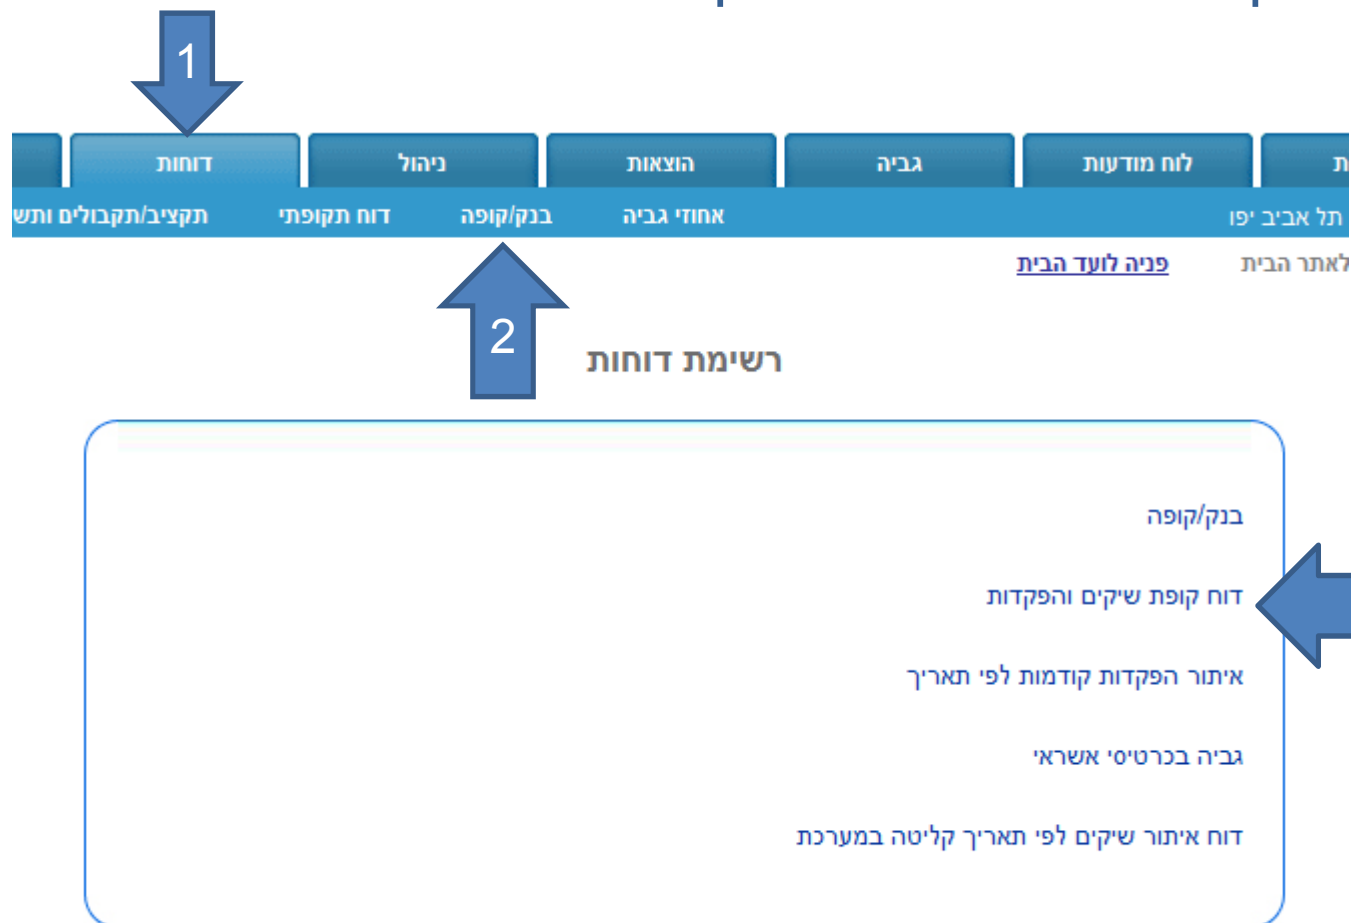 1
לוח מודעות גביה הוצאות ניהול דוחות
תל אביב יפו אחוזי גביה בנק/קופה דוח תקופתי תקציב/תקבולים
לאתר הבית פניה לועד הבית
2
רשימת דוחות
בנק/קופה
דוח קופת שיקים והפקדות
איתור הפקדות קודמות לפי תאריך
גביה בכרטיסי אשראי
דוח איתור שיקים לפי תאריך קליטה במערכת